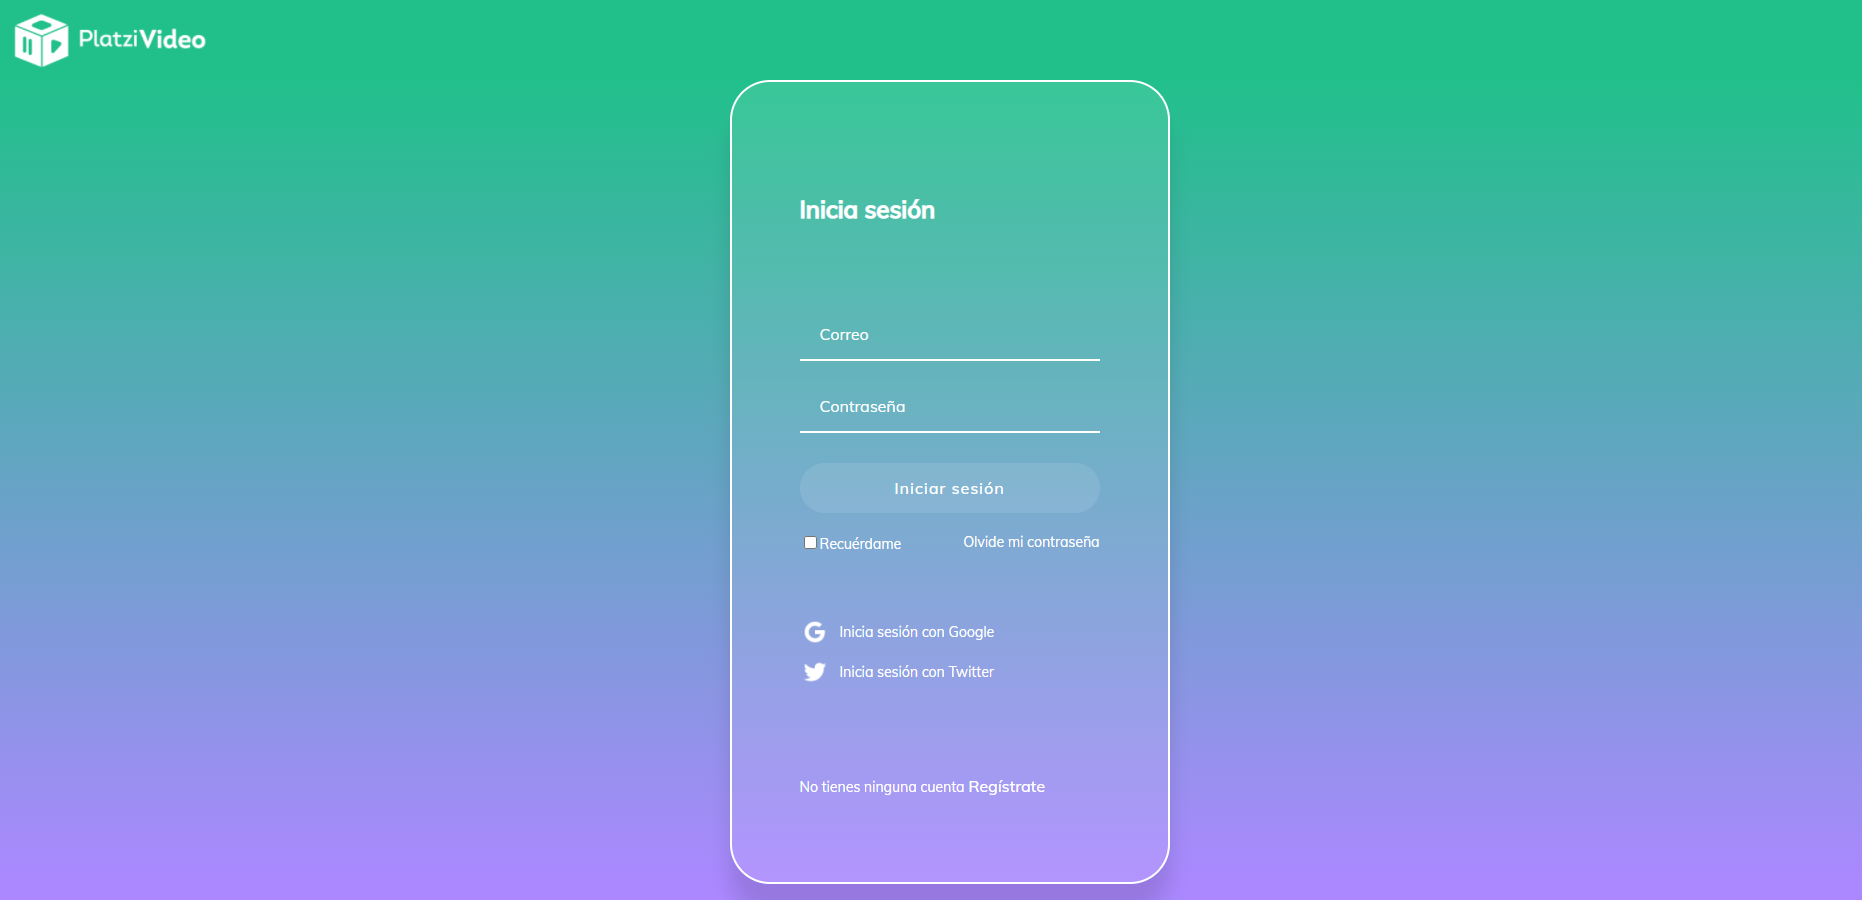 PlatziVideo
Inicia sesión
Correo
Contraseña
Iniciar sesión
Recuérdame Olvide mi contraseña
Inicia sesión con Google
Inicia sesión con Twitter
No tienes ninguna cuenta Regístrate